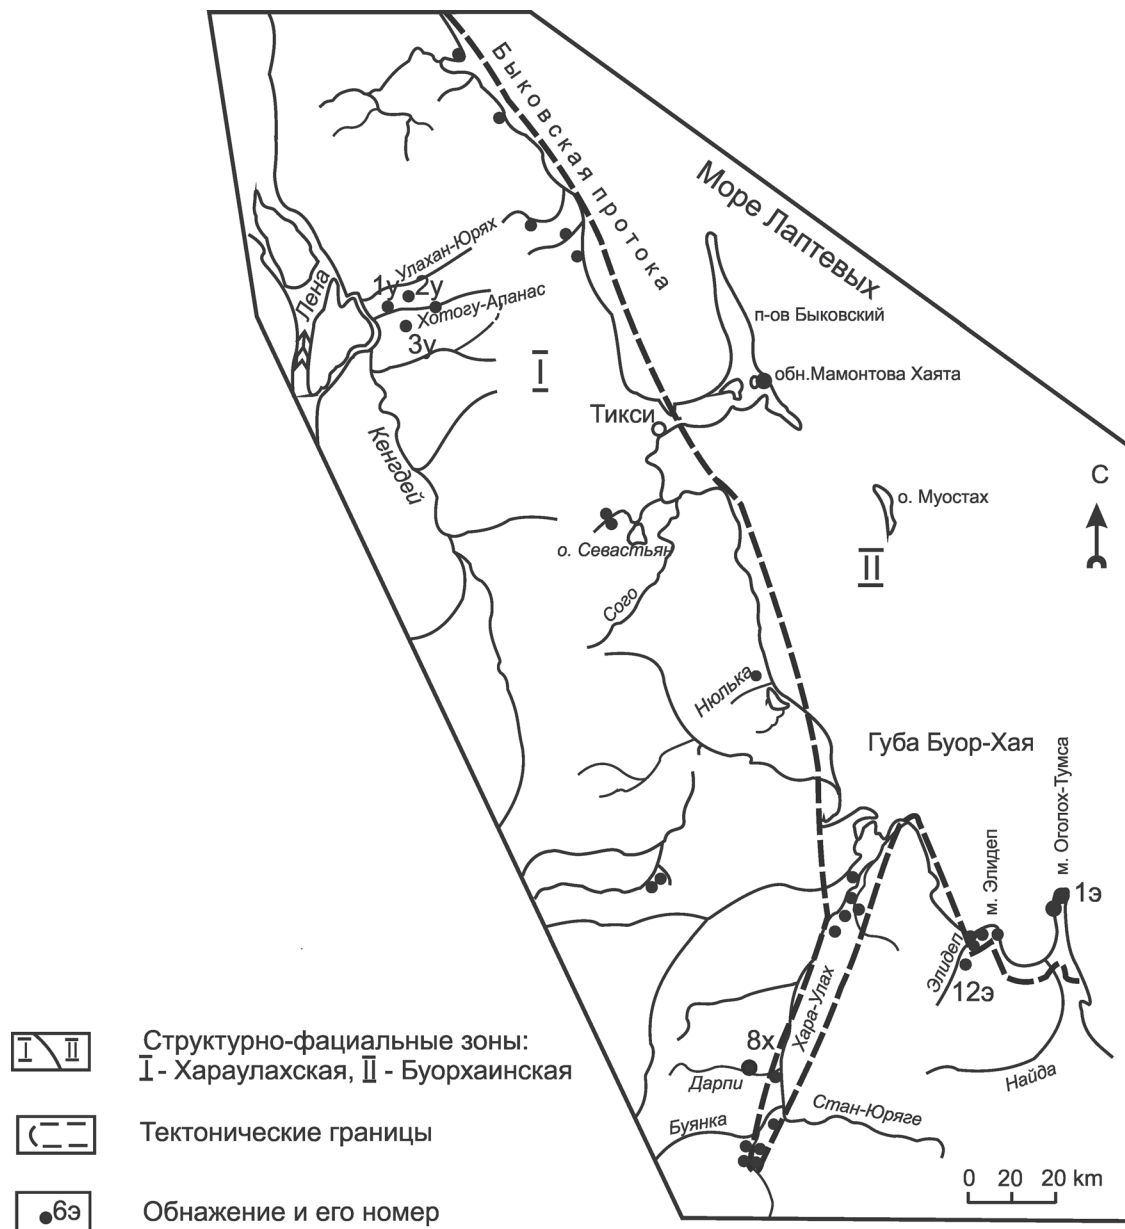 Быковская протока
Море Лаптевых
Улахан-Юрях
1у
2у
Хотогу-Апанас
3у
Лена
п-ов Быковский
I
обн.Мамонтова Хаята
Тикси
Кенгдей
С
о. Муостах
о. Севастьян
II
Сого
Нюлька
Губа Буор-Хая
м. Оголох-Тумса
м. Элидеп
1э
Элидеп
12э
Хара-Улах
8х
Дарпи
Найда
Буянка
Стан-Юряге
0 20 20 km
I II
Структурно-фациальные зоны:
I - Хараулахская, II - Буорхаинская
Тектонические границы
6э
Обнажение и его номер